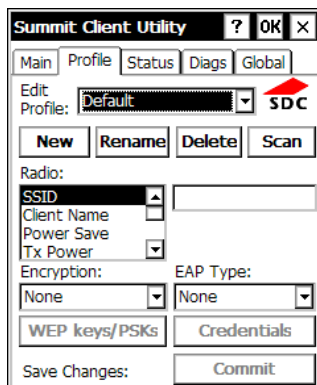 Summit Client Utility ? OK ×
Main Profile Status Diags Global
Edit
Profile: Default SDC
New Rename Delete Scan
Radio:
SSID
Client Name
Power Save
Tx Power
Encryption: EAP Type:
None None
WEP keys/PSKs Credentials
Save Changes: Commit